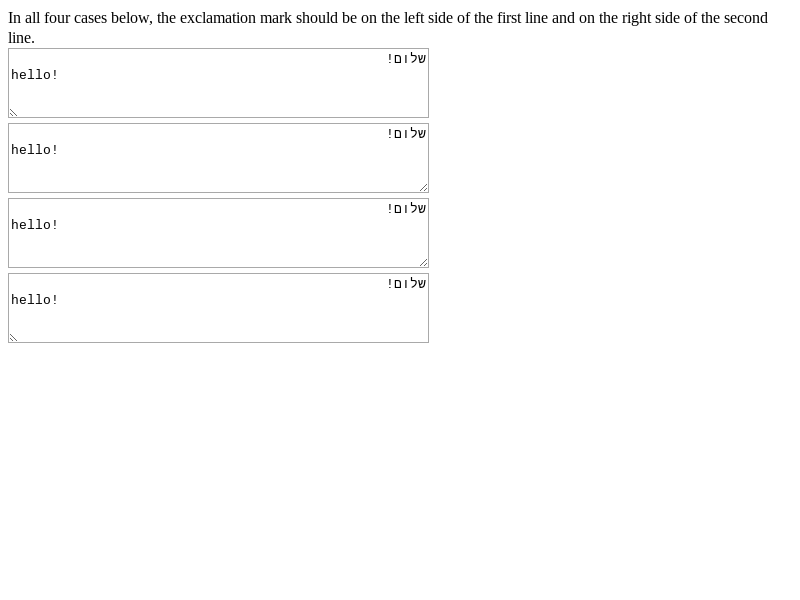 In all four cases below, the exclamation mark should be on the left side of the first line and on the right side of the second
line.
שלום!
hello!
שלום!
hello!
שלום!
hello!
שלום!
hello!